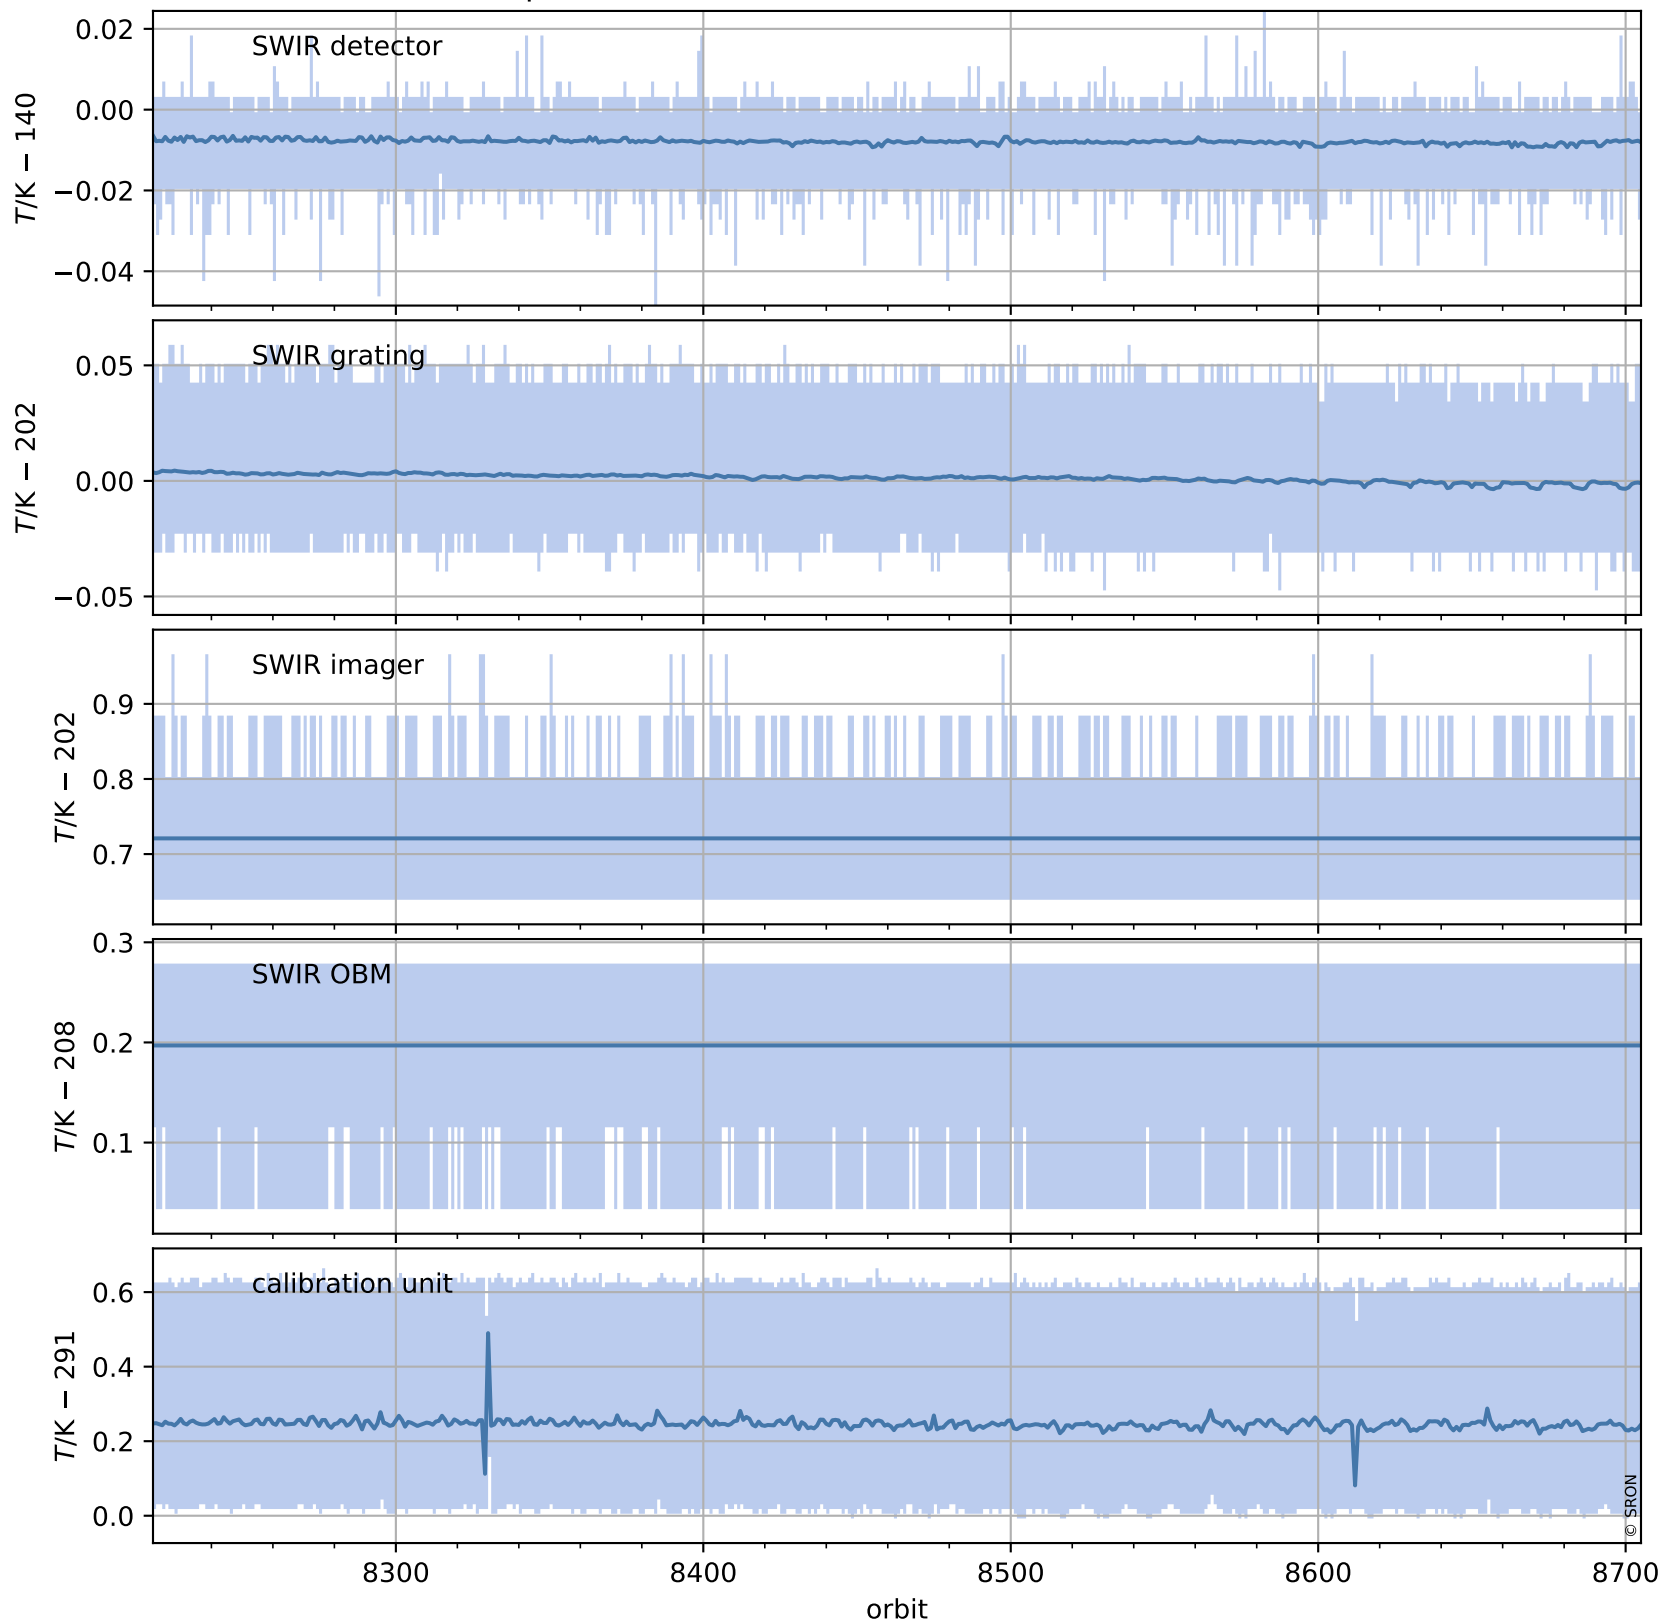 0.02
0.00
−0.02
−0.04
T/K − 140
SWIR detector
0.05
0.00
−0.05
T/K − 202
SWIR grating
0.9
0.8
0.7
T/K − 202
SWIR imager
0.3
0.2
0.1
T/K − 208
SWIR OBM
0.6
0.4
0.2
0.0
T/K − 291
calibration unit
© SRON
8300 8400 8500 8600 8700
orbit